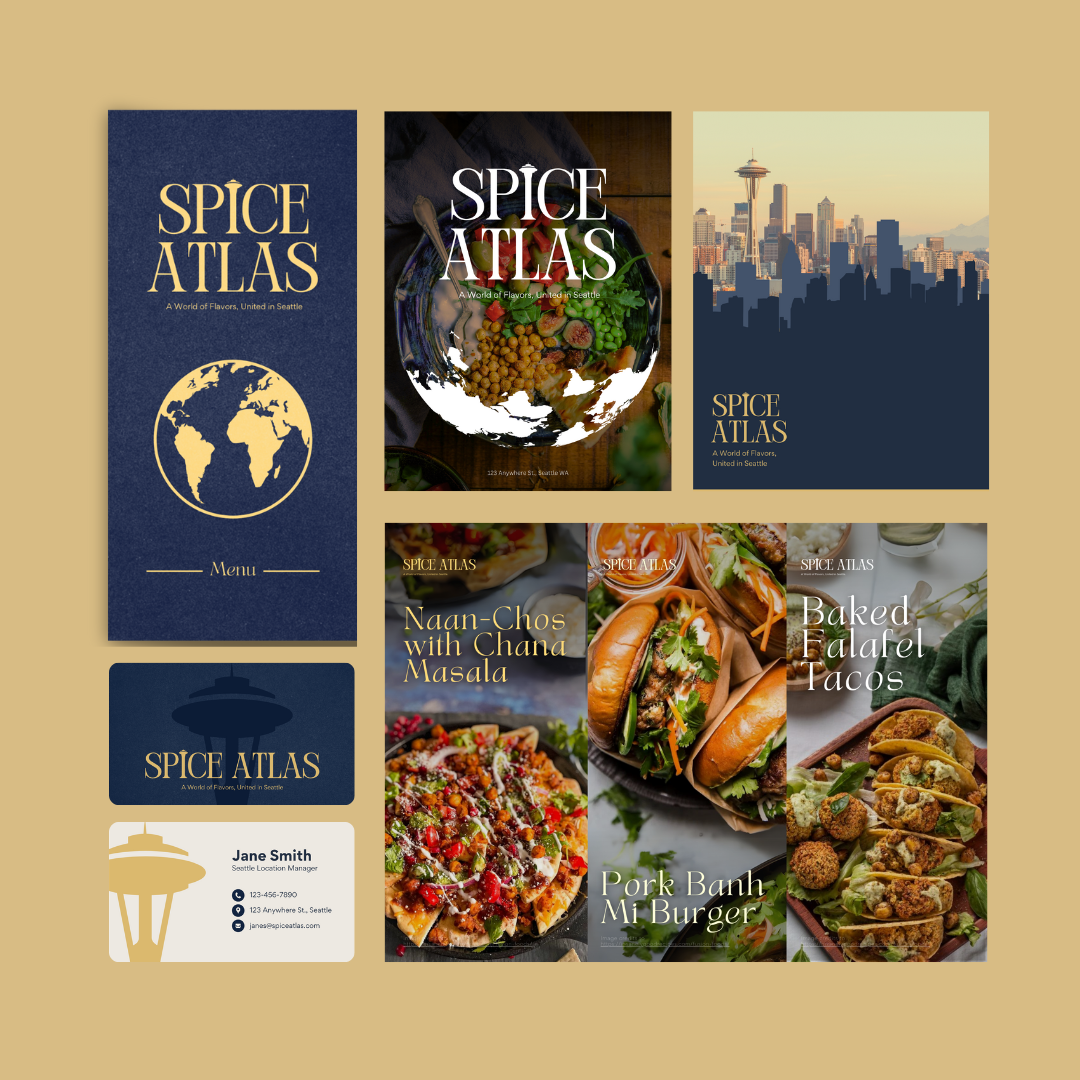 SPICE
ATLAS
A World of Flavors, United in Seattle
Menu
SPICE
ATLAS
A World of Flavors, United in Seattle
123 Anywhere St., Seattle WA
SPICE
ATLAS
A World of Flavors,
United in Seattle
SPICE ATLAS
A World of Flavors, United in Seattle
Jane Smith
Seattle Location Manager
123-456-7890
123 Anywhere St., Seattle
janes@spiceatlas.com
SPICE ATLAS
Naan-Chos
with Chana
Masala
SPICE ATLAS
Pork Banh
Mi Burger
SPICE ATLAS
Baked
Falafel
Tacos